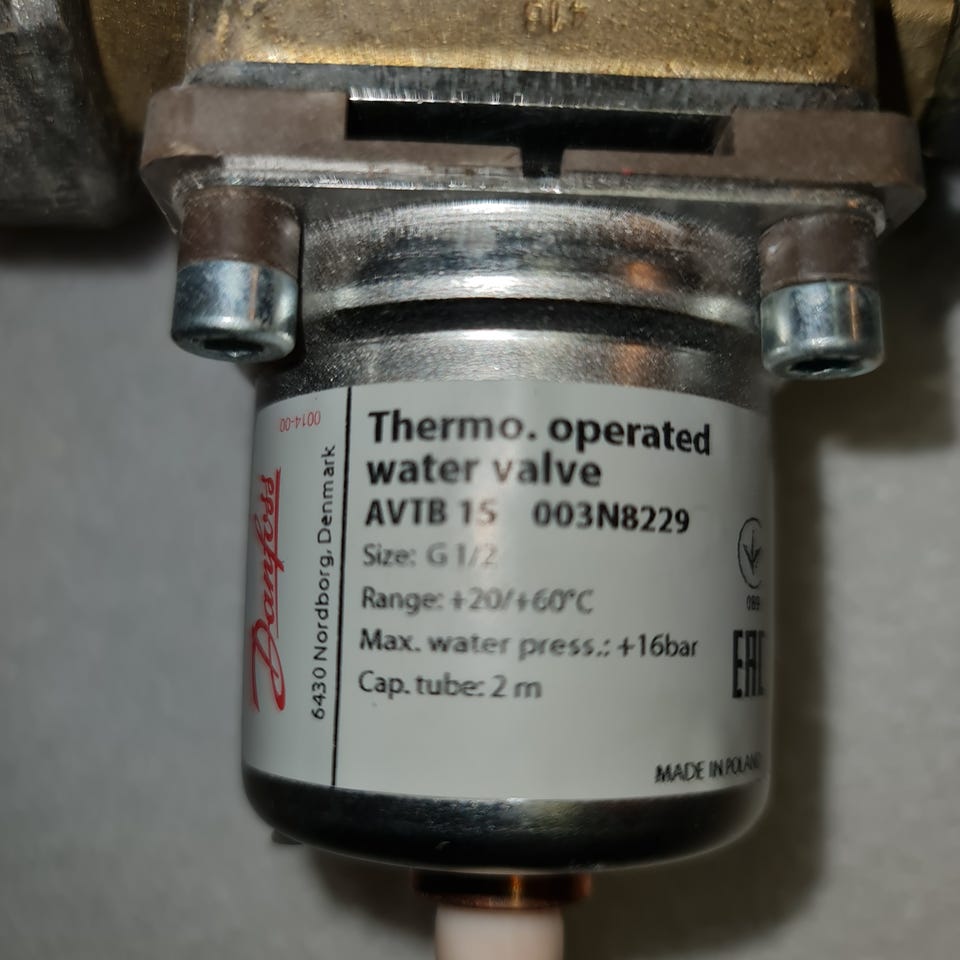 Thermo. operated
water valve
AVTB 15 003N8229
Size: G 1/2
Range: +20/+60°C
Max. water press.: +16bar
Cap. tube: 2 m
MADE IN POLAND
Danfoss
6430 Nordborg, Denmark
0014-00
089
EAC